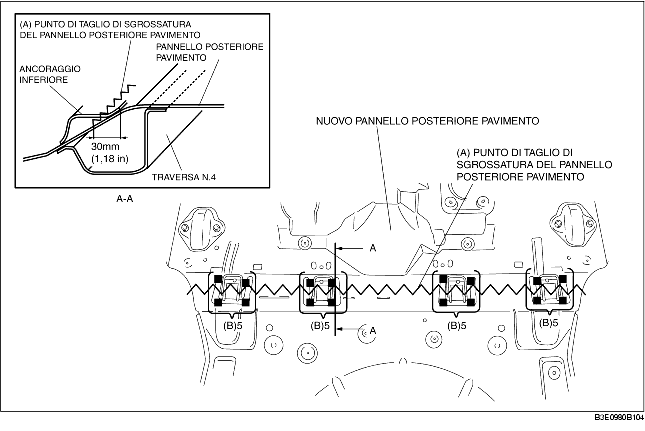 (A) PUNTO DI TAGLIO DI SGROSSATURA
DEL PANNELLO POSTERIORE PAVIMENTO
PANNELLO POSTERIORE
PAVIMENTO
ANCORAGGIO
INFERIORE
30mm
(1,18 in)
TRAVERSA N.4
A-A
NUOVO PANNELLO POSTERIORE PAVIMENTO
(A) PUNTO DI TAGLIO DI
SGROSSATURA DEL PANNELLO
POSTERIORE PAVIMENTO
A
(B)5
(B)5
(B)5
(B)5
A
B3E0980B104